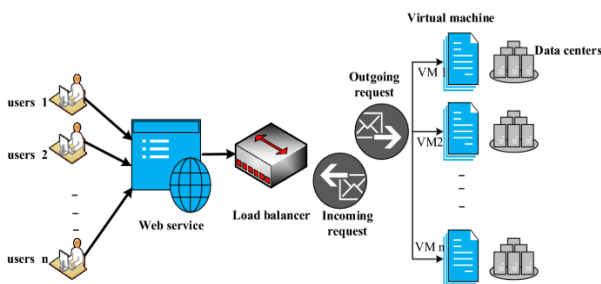 Virtual machine
Data centers
Outgoing
request
VM 1
users 1
VM2
users 2
Load balancer
Incoming
request
Web service
VM n
users n